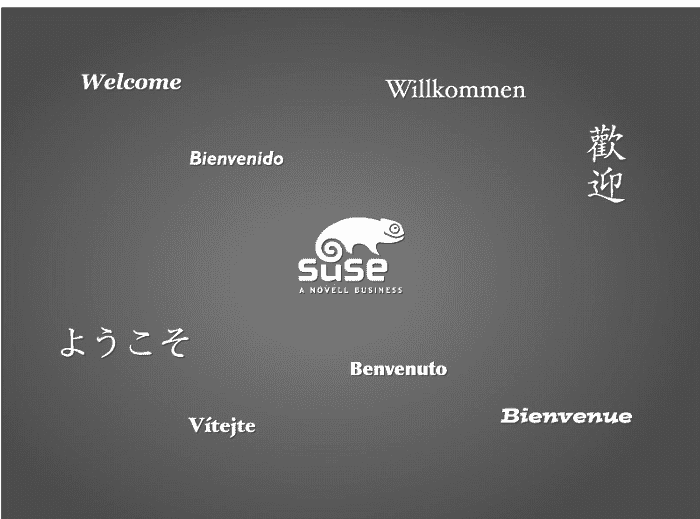 Welcome
Willkommen
Bienvenido
歡迎
suse
A NOVELL BUSINESS
ようこそ
Benvenuto
Bienvenue
Vítejte